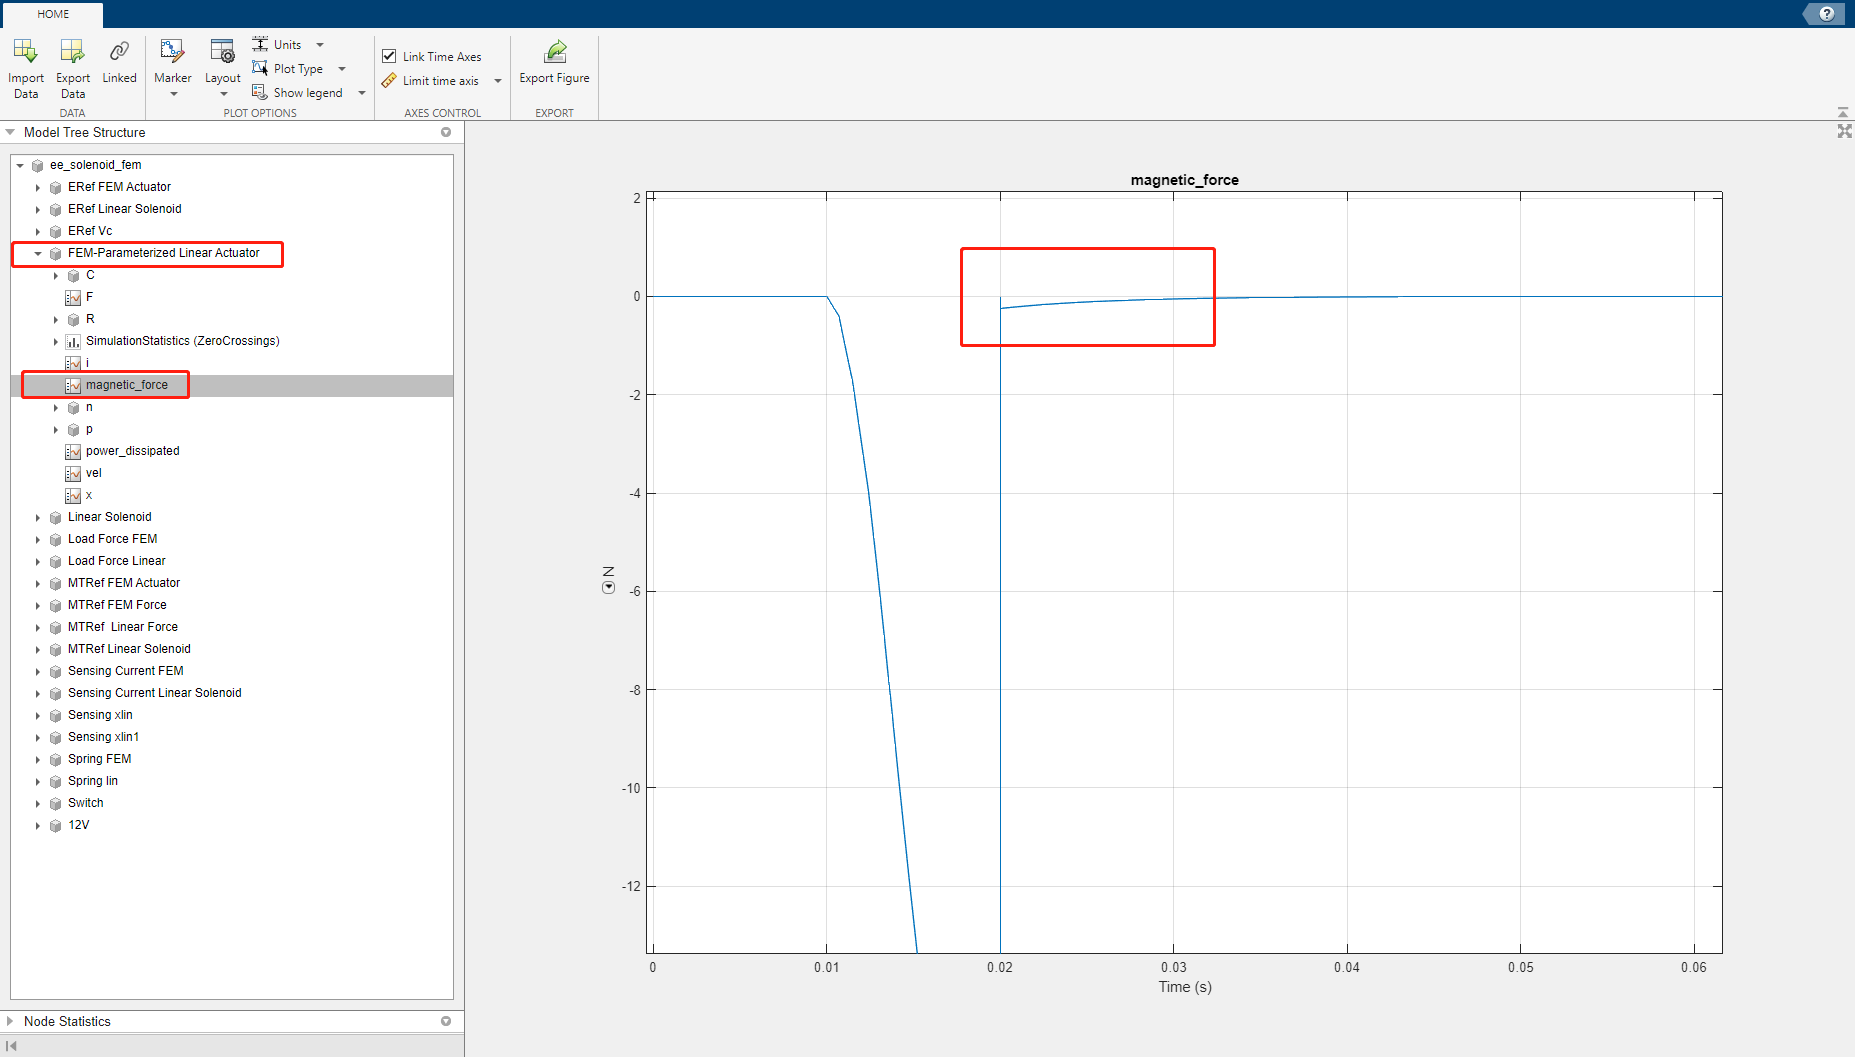 HOME
Import Data
Export Data
Linked
Marker
Layout
Units
Plot Type
Show legend
Link Time Axes
Limit time axis
Export Figure
DATA
PLOT OPTIONS
AXES CONTROL
EXPORT
Model Tree Structure
ee_solenoid_fem
ERef FEM Actuator
ERef Linear Solenoid
ERef Vc
FEM-Parameterized Linear Actuator
C
F
R
SimulationStatistics (ZeroCrossings)
i
magnetic_force
n
p
power_dissipated
vel
x
Linear Solenoid
Load Force FEM
Load Force Linear
MTRef FEM Actuator
MTRef FEM Force
MTRef  Linear Force
MTRef Linear Solenoid
Sensing Current FEM
Sensing Current Linear Solenoid
Sensing xlin
Sensing xlin1
Spring FEM
Spring lin
Switch
12V
Node Statistics
magnetic_force
2
0
-2
-4
-6
-8
-10
-12
N
0 0.01 0.02 0.03 0.04 0.05 0.06
Time (s)